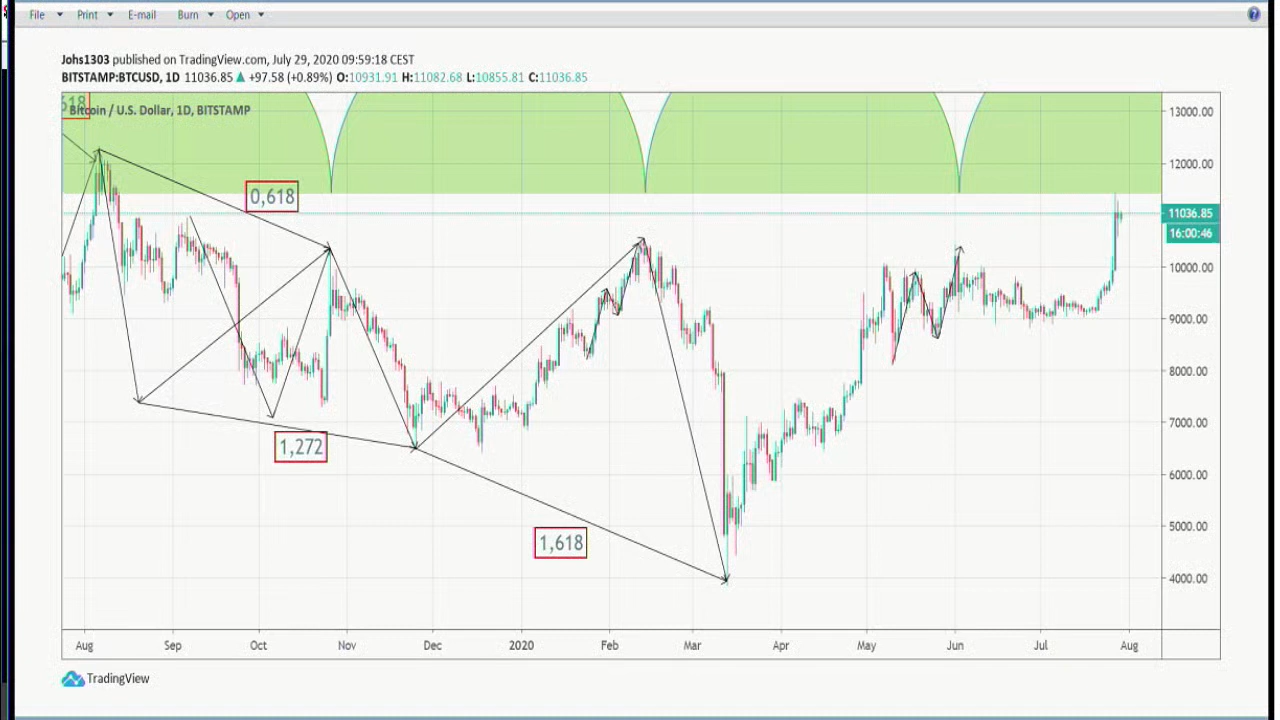 File Print E-mail Burn Open
Johs1303 published on TradingView.com, July 29, 2020 09:59:18 CEST
BITSTAMP:BTCUSD, 1D 11036.85 ▲ +97.58 (+0.89%) O:10931.91 H:11082.68 L:10855.81 C:11036.85
618
Bitcoin / U.S. Dollar, 1D, BITSTAMP
13000.00
12000.00
0,618
11036.85
16:00:46
10000.00
9000.00
8000.00
7000.00
1,272
6000.00
5000.00
1,618
4000.00
Aug Sep Oct Nov Dec 2020 Feb Mar Apr May Jun Jul Aug
TradingView